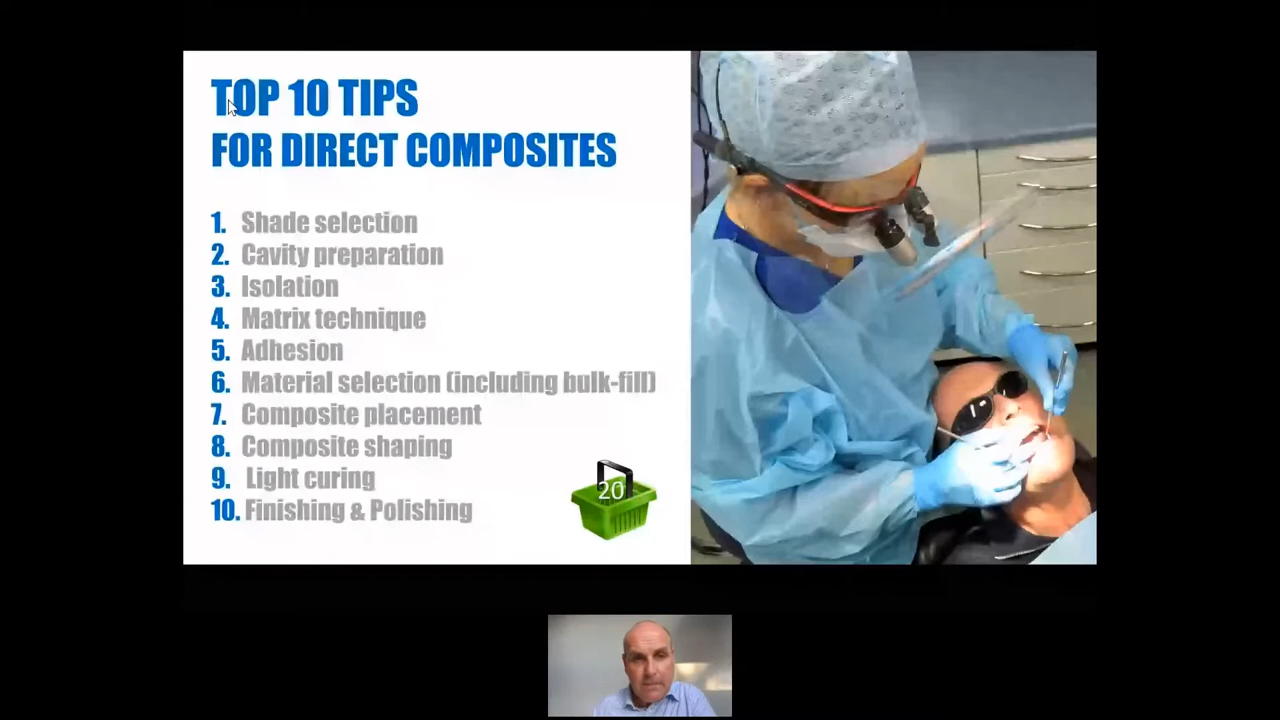 TOP 10 TIPS
FOR DIRECT COMPOSITES
1. Shade selection
2. Cavity preparation
3. Isolation
4. Matrix technique
5. Adhesion
6. Material selection (including bulk-fill)
7. Composite placement
8. Composite shaping
9. Light curing
10. Finishing & Polishing
20